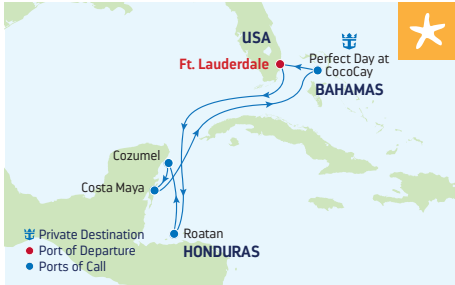 USA
Ft. Lauderdale
Perfect Day at
CocoCay
BAHAMAS
Cozumel
Costa Maya
Roatan
HONDURAS
Private Destination
Port of Departure
Ports of Call